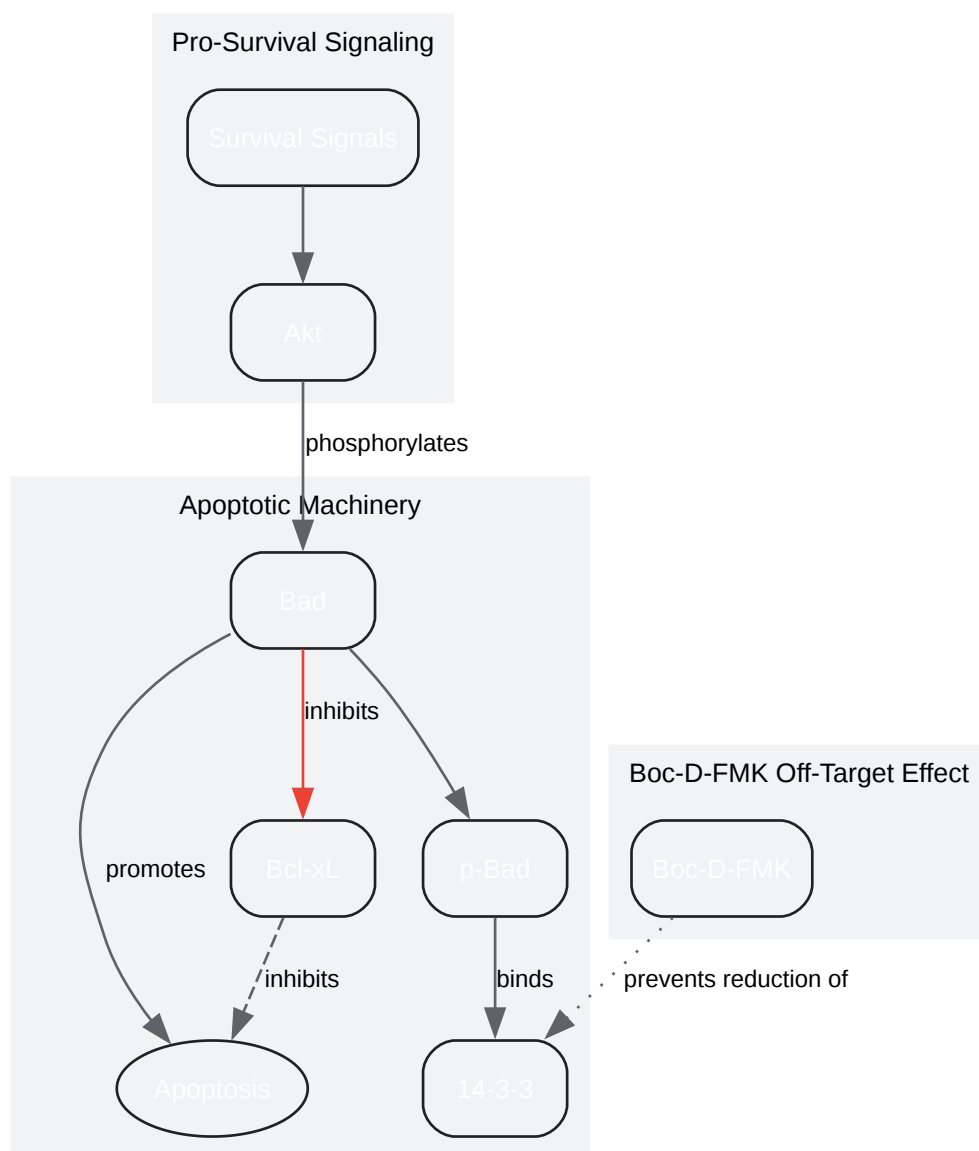 Pro-Survival Signaling
Survival Signals
Akt
phosphorylates
Apoptotic Machinery
Bad
inhibits
Boc-D-FMK Off-Target Effect
promotes
Bcl-xL
p-Bad
Boc-D-FMK
inhibits
binds
prevents reduction of
Apoptosis
14-3-3